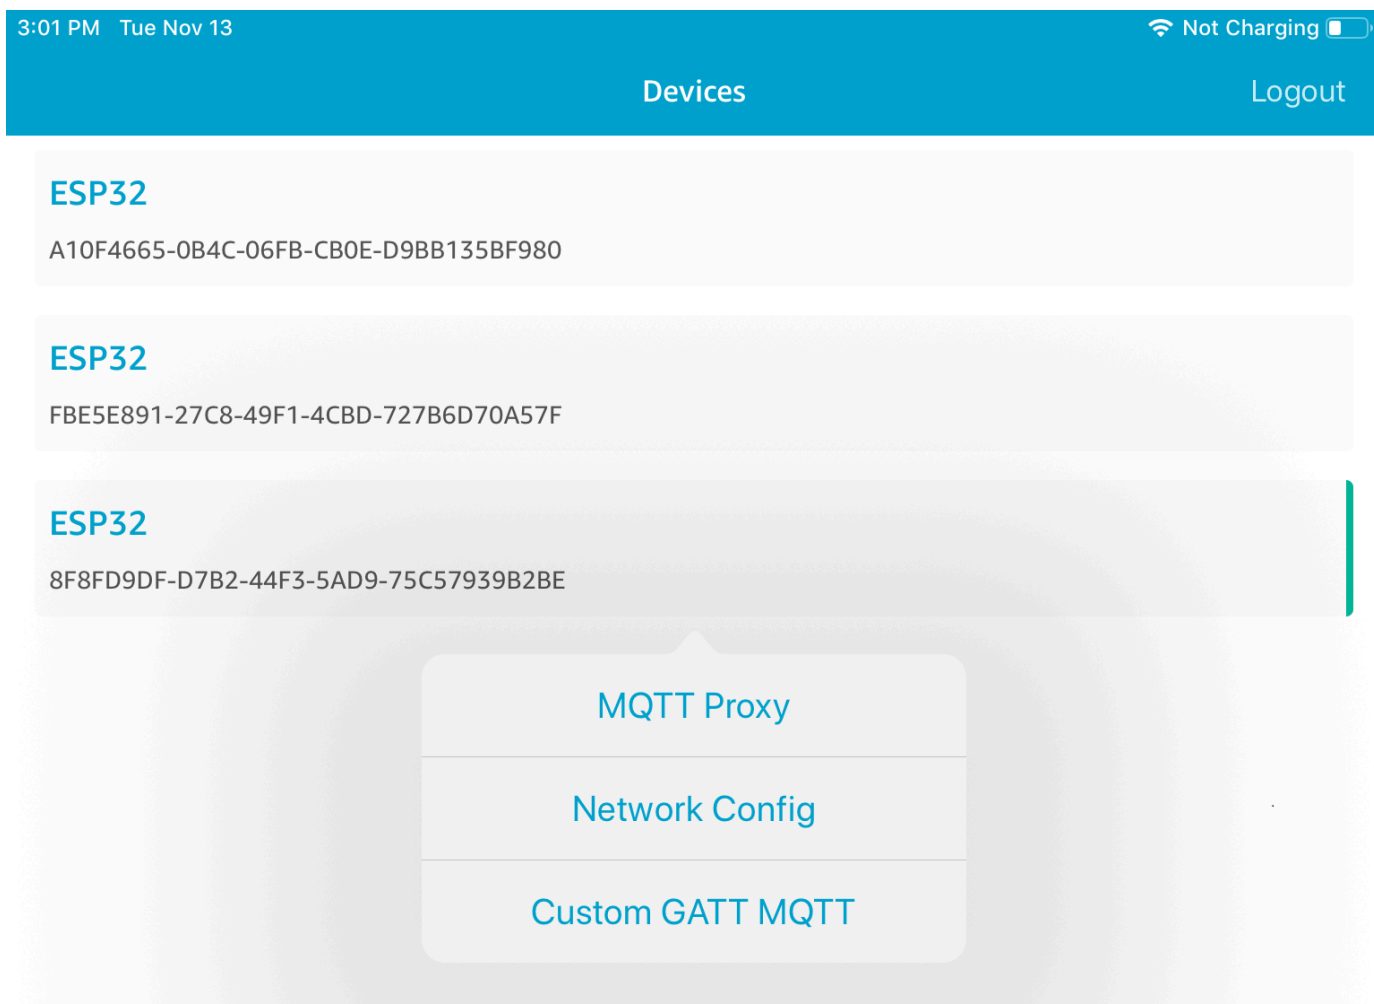 3:01 PM Tue Nov 13 Not Charging
Devices Logout
ESP32
A10F4665-0B4C-06FB-CB0E-D9BB135BF980
ESP32
FBE5E891-27C8-49F1-4CBD-727B6D70A57F
ESP32
8F8FD9DF-D7B2-44F3-5AD9-75C57939B2BE
MQTT Proxy
Network Config
Custom GATT MQTT